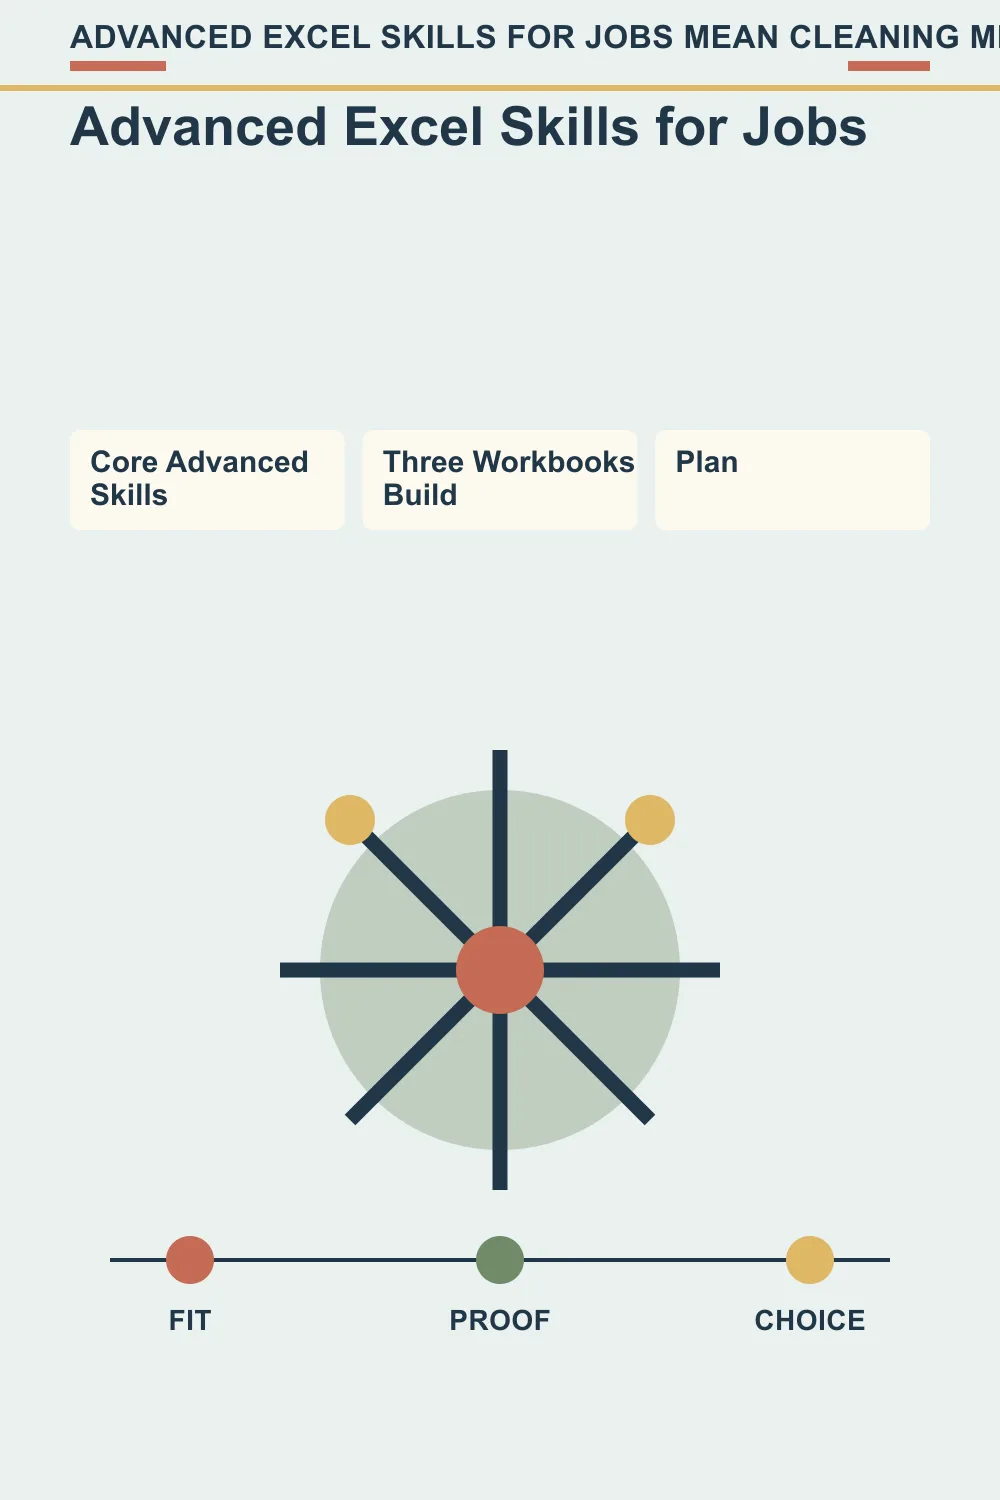 ADVANCED EXCEL SKILLS FOR JOBS MEAN CLEANING
Advanced Excel Skills for Jobs
Core Advanced
Skills
Three Workbooks
Build
Plan
FIT
PROOF
CHOICE